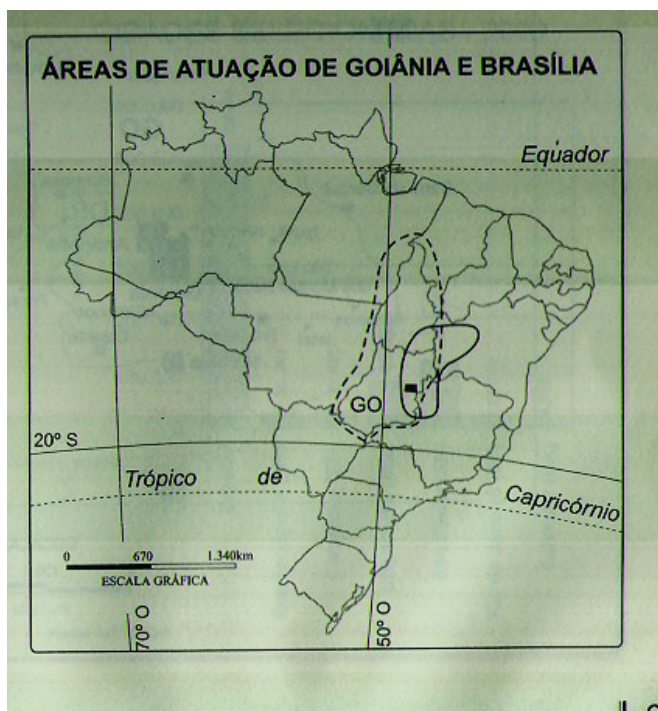 ÁREAS DE ATUAÇÃO DE GOIÂNIA E BRASÍLIA
Equador
GO
20º S
Trópico de Capricórnio
0 670 1.340km
ESCALA GRÁFICA
70º O
50º O